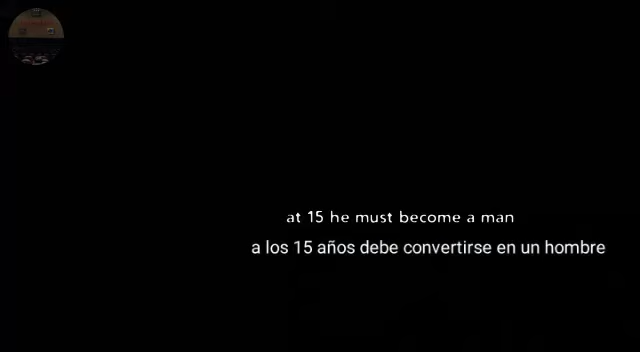 at 15 he must become a man
a los 15 años debe convertirse en un hombre